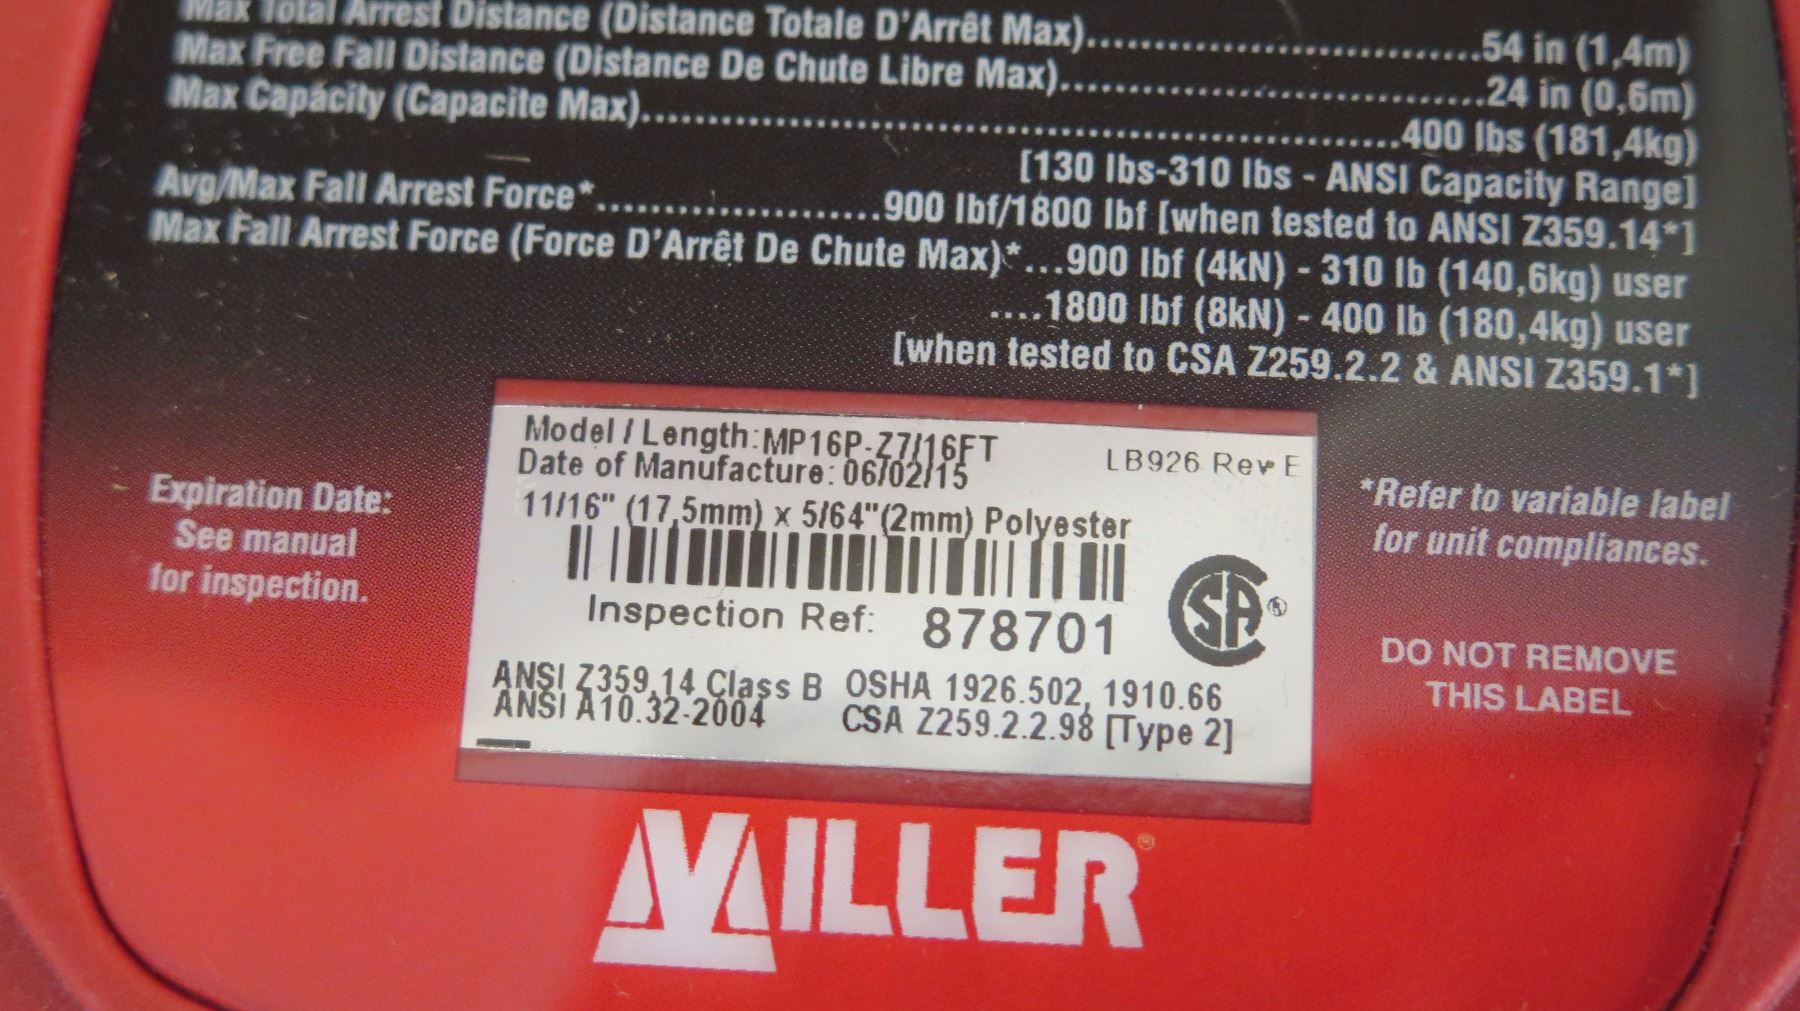 Max Total Arrest Distance (Distance Totale D'Arrêt Max)..........54 in (1,4m)
Max Free Fall Distance (Distance De Chute Libre Max)..........24 in (0,6m)
Max Capacity (Capacite Max)..........400 lbs (181,4kg)
[130 lbs-310 lbs - ANSI Capacity Range]
Avg/Max Fall Arrest Force*..........900 lbf/1800 lbf [when tested to ANSI Z359.14*]
Max Fall Arrest Force (Force D'Arrêt De Chute Max)*...900 lbf (4kN) - 310 lb (140,6kg) user
....1800 lbf (8kN) - 400 lb (180,4kg) user
[when tested to CSA Z259.2.2 & ANSI Z359.1*]
Expiration Date:
See manual
for inspection.
Model / Length:MP16P-Z7/16FT LB926 Rev E
Date of Manufacture: 06/02/15
11/16" (17,5mm) x 5/64"(2mm) Polyester
Inspection Ref: 878701
CSA®
ANSI Z359.14 Class B OSHA 1926.502, 1910.66
ANSI A10.32-2004 CSA Z259.2.2.98 [Type 2]
*Refer to variable label
for unit compliances.
DO NOT REMOVE
THIS LABEL
MILLER®